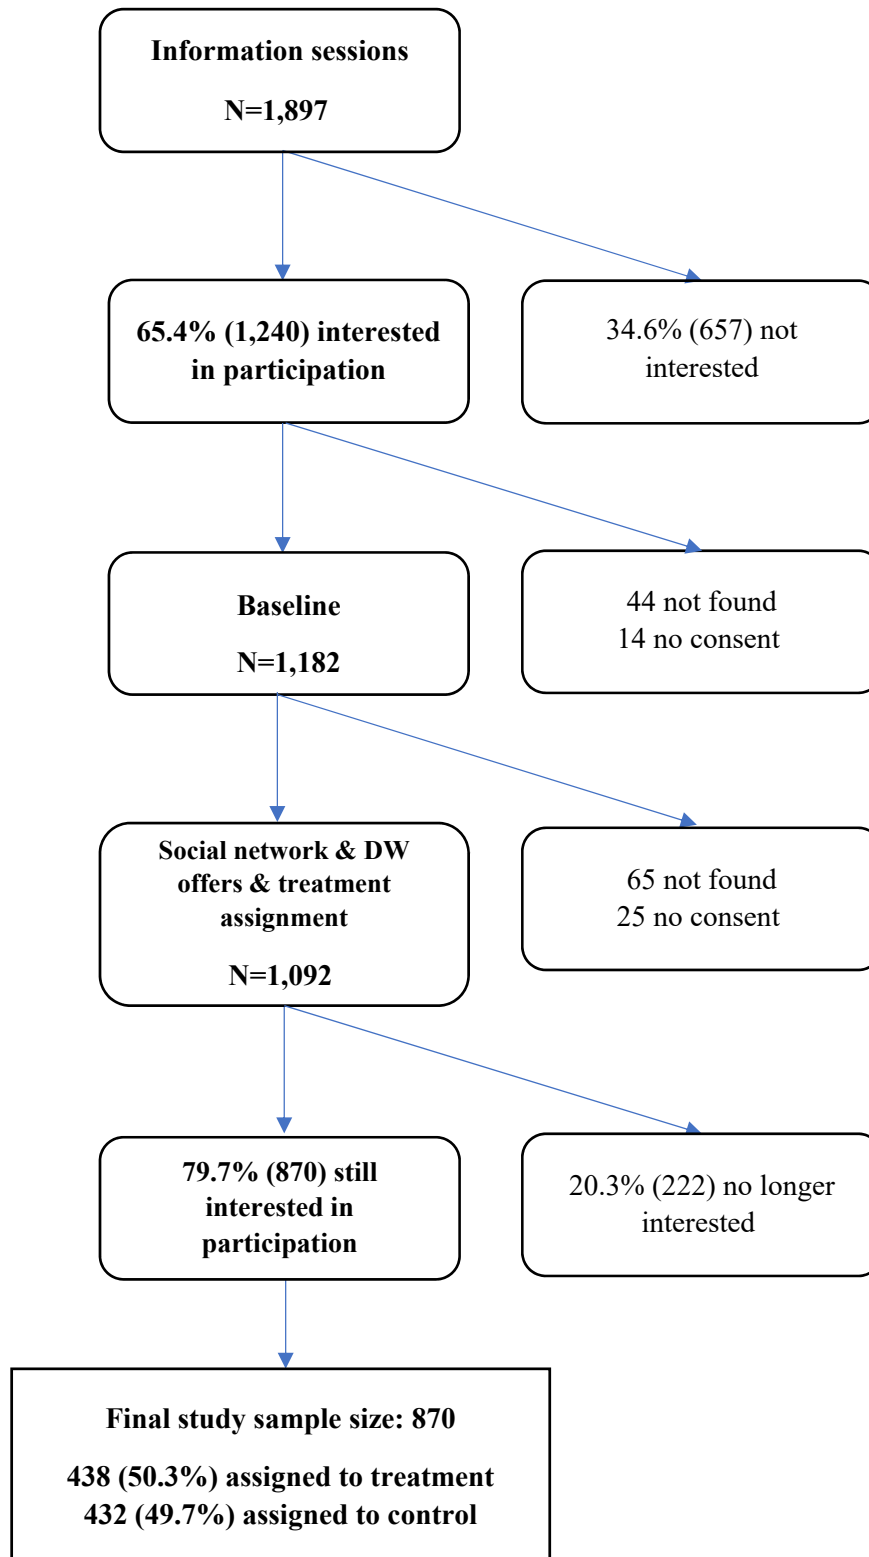 Information sessions
N=1,897
65.4% (1,240) interested
in participation
34.6% (657) not
interested
Baseline
N=1,182
44 not found
14 no consent
Social network & DW
offers & treatment
assignment
N=1,092
65 not found
25 no consent
79.7% (870) still
interested in
participation
20.3% (222) no longer
interested
Final study sample size: 870
438 (50.3%) assigned to treatment
432 (49.7%) assigned to control